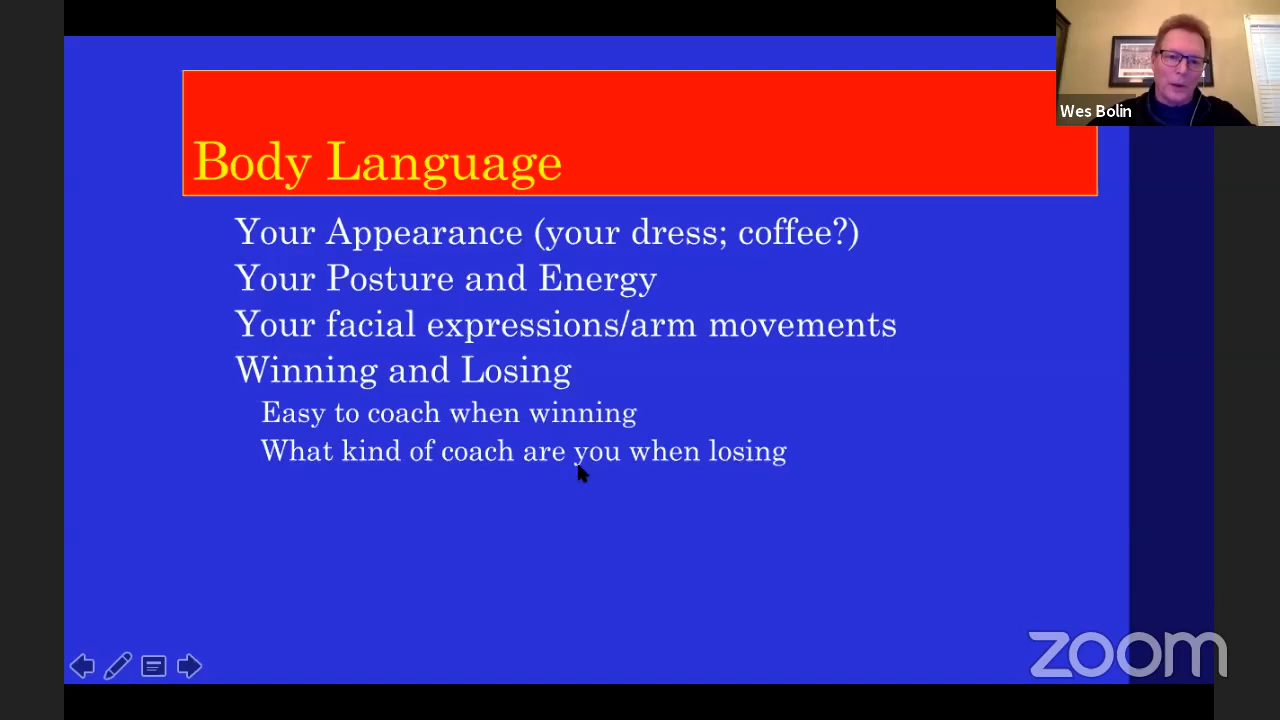 Body Language
Your Appearance (your dress; coffee?)
Your Posture and Energy
Your facial expressions/arm movements
Winning and Losing
Easy to coach when winning
What kind of coach are you when losing
Wes Bolin
zoom